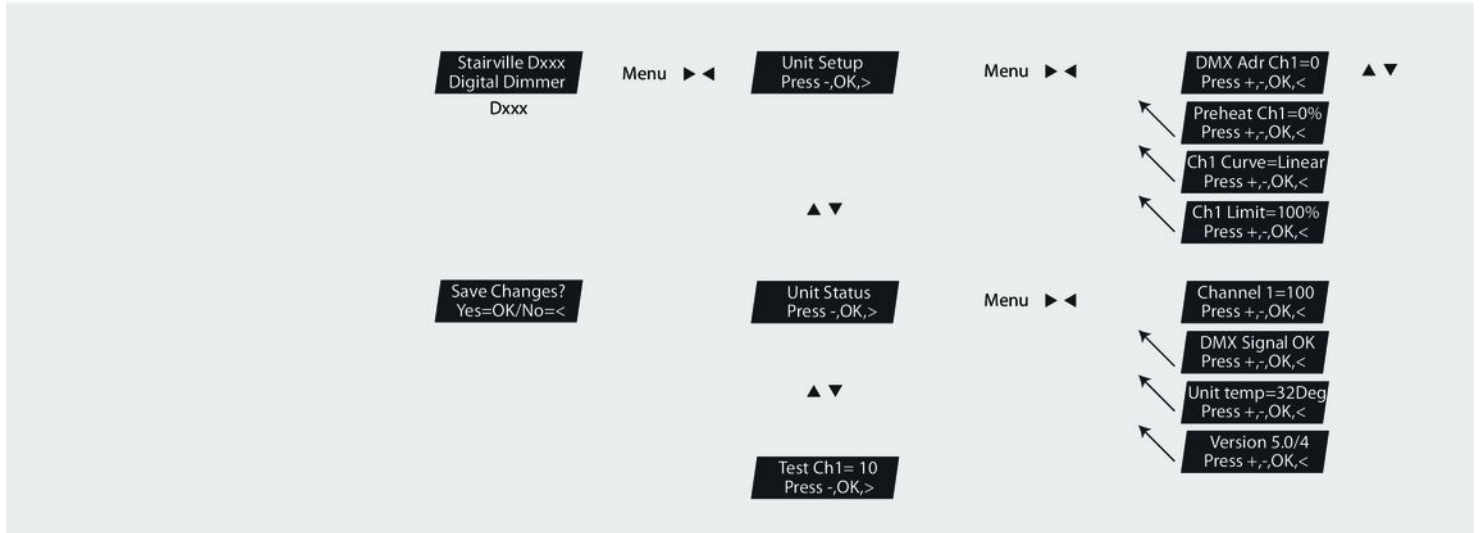 Stairville Dxxx
Digital Dimmer
Dxxx
Menu ▶ ◀
Unit Setup
Press -,OK,>
Menu ▶ ◀
DMX Adr Ch1=0
Press +,-,OK,<
▲ ▼
Preheat Ch1=0%
Press +,-,OK,<
Ch1 Curve=Linear
Press +,-,OK,<
▲ ▼
Ch1 Limit=100%
Press +,-,OK,<
Save Changes?
Yes=OK/No=<
Unit Status
Press -,OK,>
Menu ▶ ◀
Channel 1=100
Press +,-,OK,<
DMX Signal OK
Press +,-,OK,<
▲ ▼
Unit temp=32Deg
Press +,-,OK,<
Version 5.0/4
Press +,-,OK,<
Test Ch1= 10
Press -,OK,>